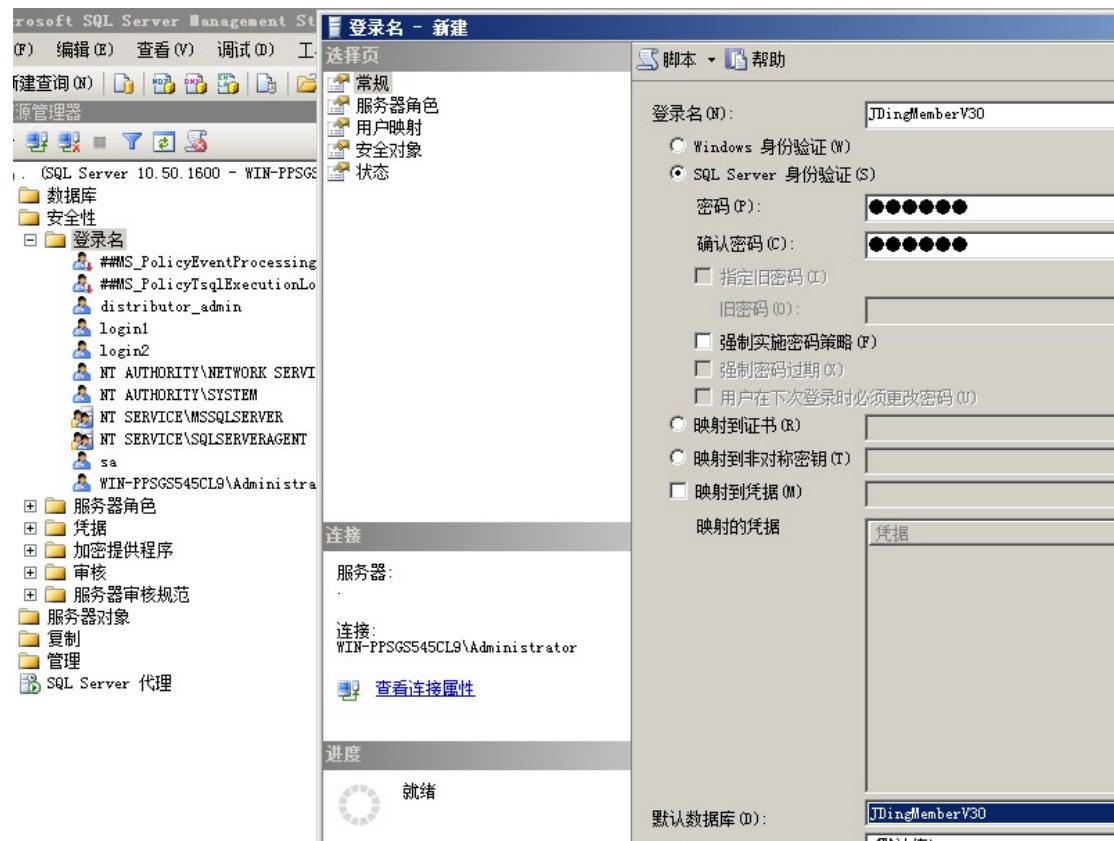 rosoft SQL Server Management St
(F) 编辑(E) 查看(V) 调试(D) 工
新建查询(N)
源管理器
. (SQL Server 10.50.1600 - WIN-PPSGS
数据库
安全性
登录名
##MS_PolicyEventProcessing
##MS_PolicyTsqlExecutionLo
distributor_admin
login1
login2
NT AUTHORITY\NETWORK SERVI
NT AUTHORITY\SYSTEM
NT SERVICE\MSSQLSERVER
NT SERVICE\SQLSERVERAGENT
sa
WIN-PPSGS545CL9\Administra
服务器角色
凭据
加密提供程序
审核
服务器审核规范
服务器对象
复制
管理
SQL Server 代理
登录名 - 新建
选择页
常规
服务器角色
用户映射
安全对象
状态
连接
服务器:
.
连接:
WIN-PPSGS545CL9\Administrator
查看连接属性
进度
就绪
脚本 帮助
登录名(N): JDingMemberV30
Windows 身份验证(W)
SQL Server 身份验证(S)
密码(P): ●●●●●●
确认密码(C): ●●●●●●
指定旧密码(I)
旧密码(O):
强制实施密码策略(F)
强制密码过期(X)
用户在下次登录时必须更改密码(U)
映射到证书(R)
映射到非对称密钥(T)
映射到凭据(M)
映射的凭据 凭据
默认数据库(D): JDingMemberV30